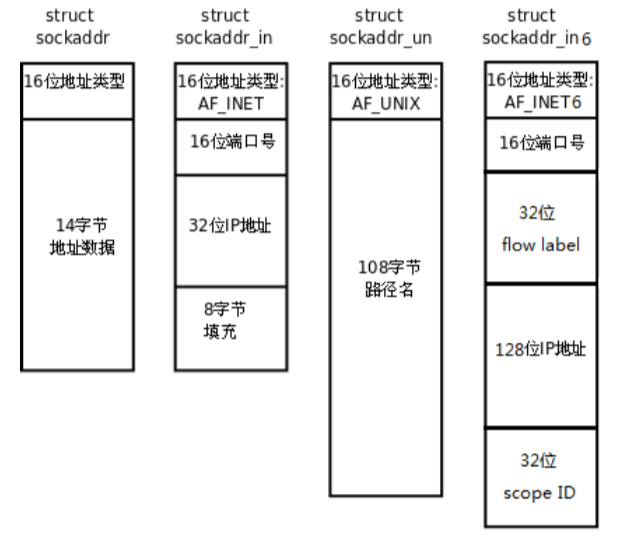 struct
sockaddr
16位地址类型
14字节
地址数据
struct
sockaddr_in
16位地址类型:
AF_INET
16位端口号
32位IP地址
8字节
填充
struct
sockaddr_un
16位地址类型:
AF_UNIX
108字节
路径名
struct
sockaddr_in6
16位地址类型:
AF_INET6
16位端口号
32位
flow label
128位IP地址
32位
scope ID